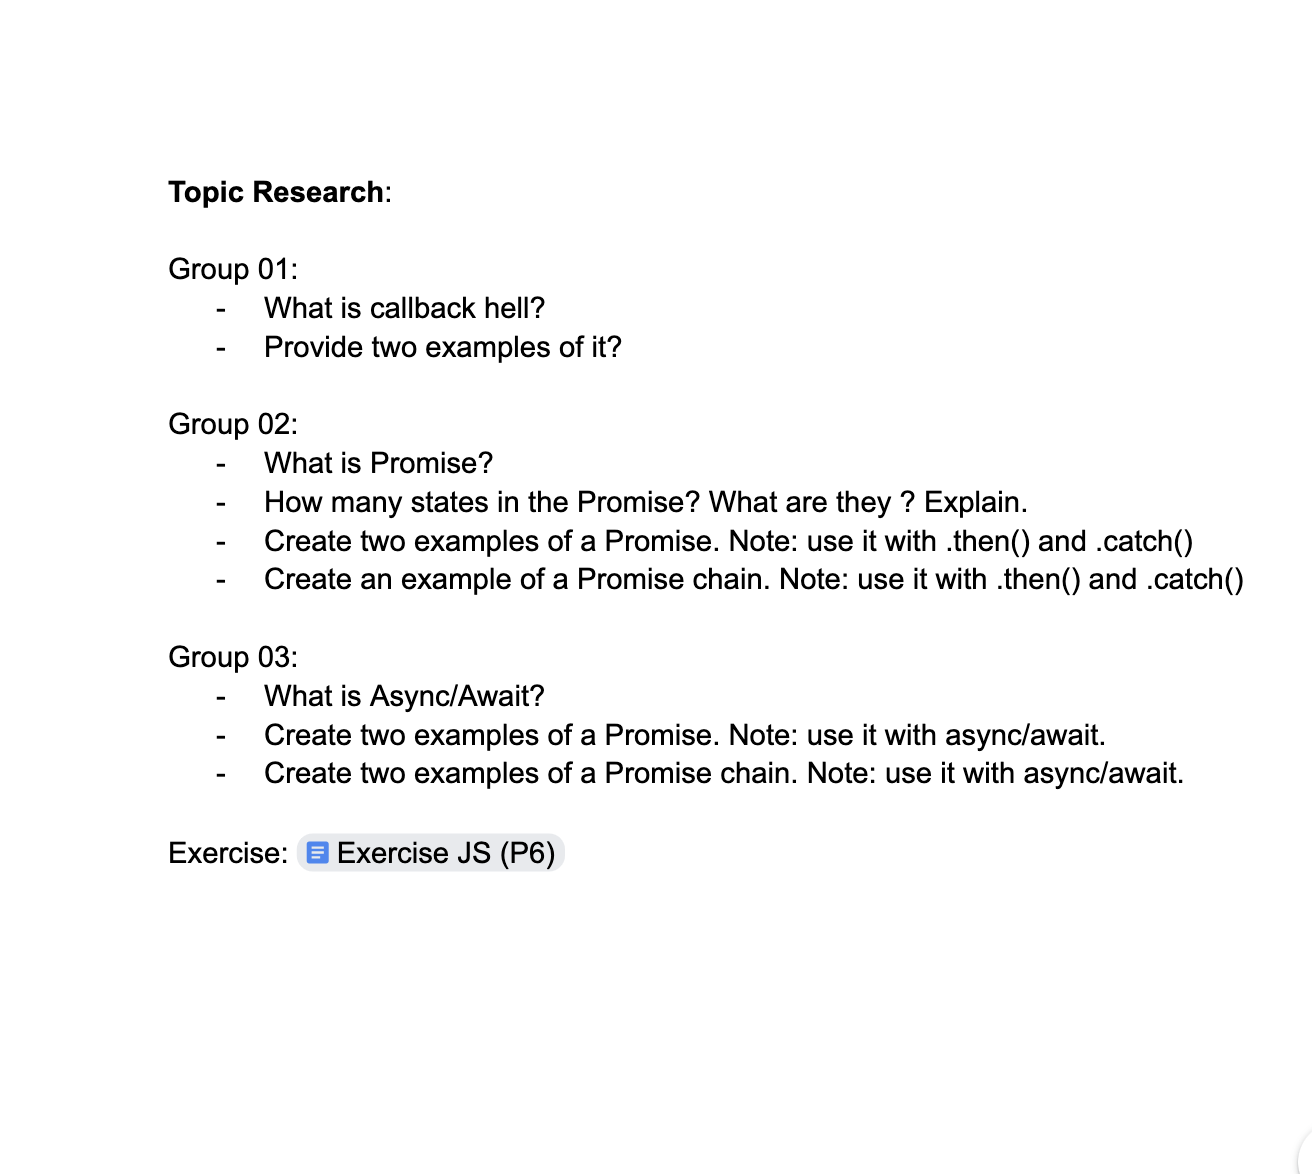 Topic Research:
Group 01:
- What is callback hell?
- Provide two examples of it?
Group 02:
- What is Promise?
- How many states in the Promise? What are they ? Explain.
- Create two examples of a Promise. Note: use it with .then() and .catch()
- Create an example of a Promise chain. Note: use it with .then() and .catch()
Group 03:
- What is Async/Await?
- Create two examples of a Promise. Note: use it with async/await.
- Create two examples of a Promise chain. Note: use it with async/await.
Exercise: Exercise JS (P6)